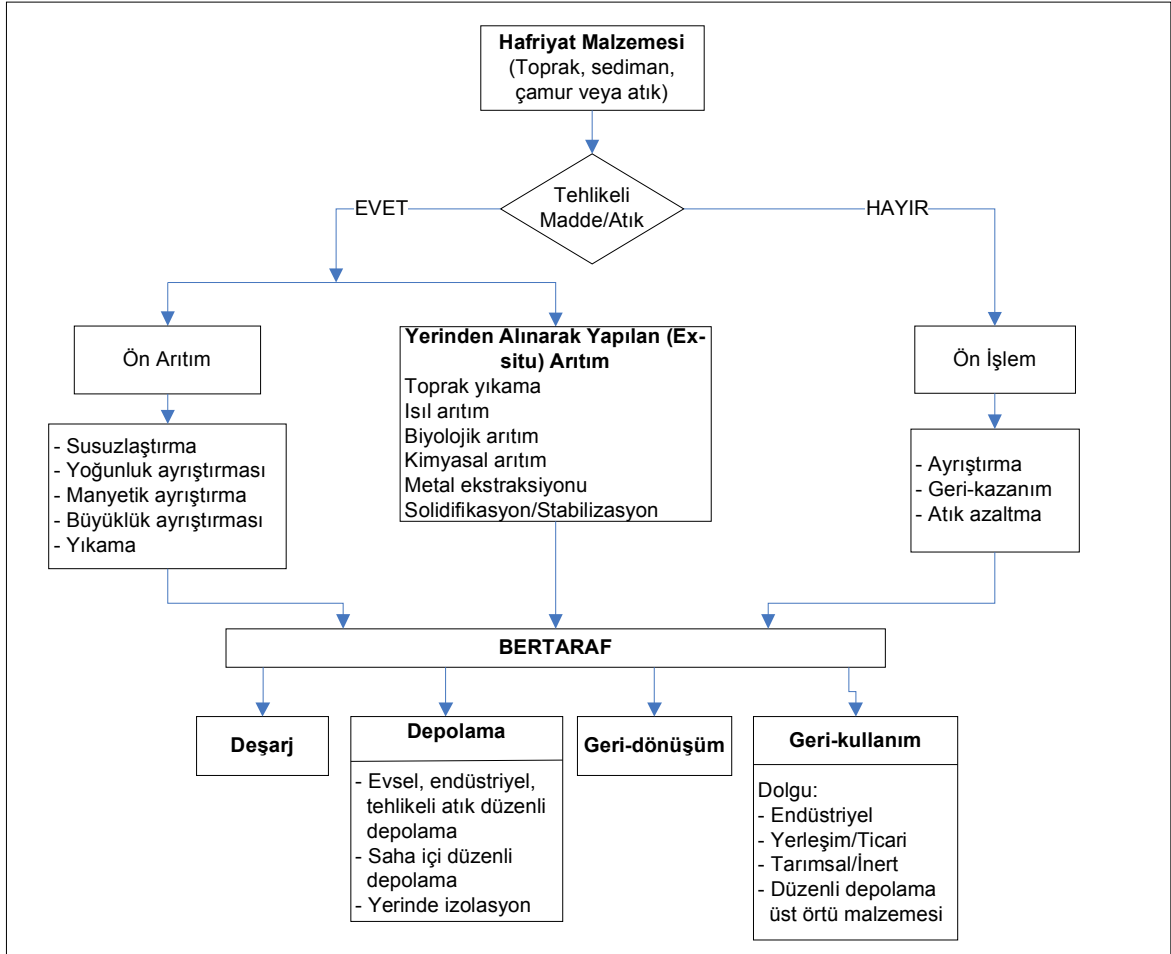 Hafriyat Malzemesi
(Toprak, sediman,
çamur veya atık)
Tehlikeli
Madde/Atık
EVET
HAYIR
Ön Arıtım
Yerinden Alınarak Yapılan (Ex-
situ) Arıtım
Toprak yıkama
Isıl arıtım
Biyolojik arıtım
Kimyasal arıtım
Metal ekstraksiyonu
Solidifikasyon/Stabilizasyon
Ön İşlem
- Susuzlaştırma
- Yoğunluk ayrıştırması
- Manyetik ayrıştırma
- Büyüklük ayrıştırması
- Yıkama
- Ayrıştırma
- Geri-kazanım
- Atık azaltma
BERTARAF
Deşarj
Depolama
- Evsel, endüstriyel,
tehlikeli atık düzenli
depolama
- Saha içi düzenli
depolama
- Yerinde izolasyon
Geri-dönüşüm
Geri-kullanım
Dolgu:
- Endüstriyel
- Yerleşim/Ticari
- Tarımsal/İnert
- Düzenli depolama
üst örtü malzemesi